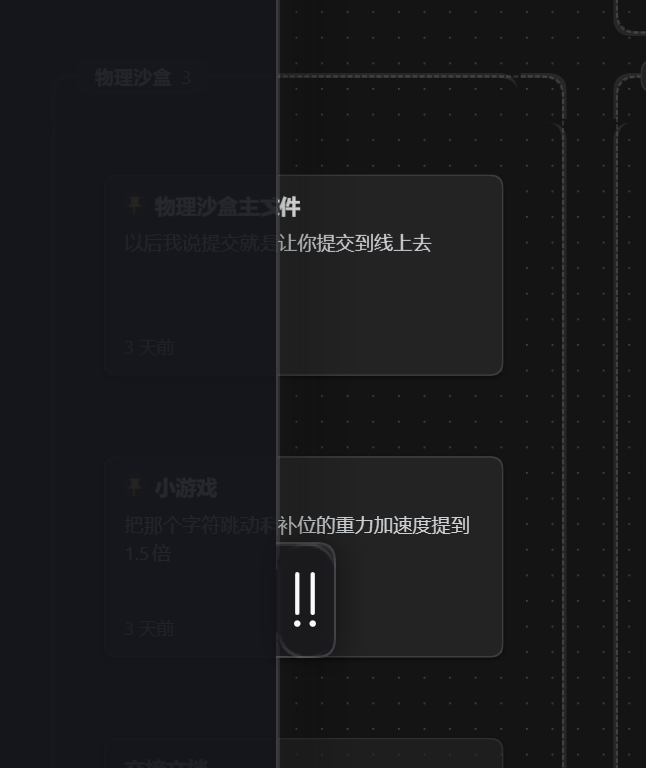 物理沙盒 3
物理沙盒主文件
以后我说提交就是让你提交到线上去
3 天前
小游戏
把那个字符跳动和补位的重力加速度提到
1.5 倍
3 天前
!!